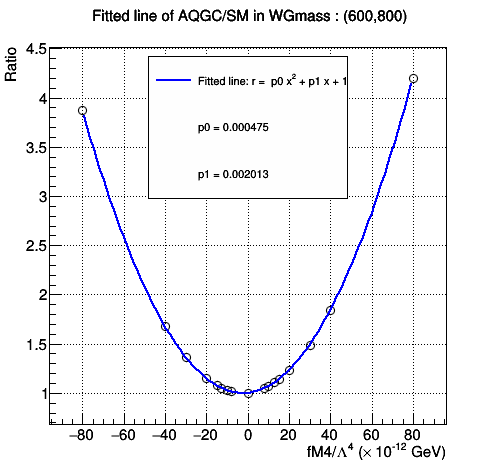 Fitted line of AQGC/SM in WGmass : (600,800)
Ratio
4.5
4
3.5
3
2.5
2
1.5
1
Fitted line: r = p0 x² + p1 x + 1
p0 = 0.000475
p1 = 0.002013
−80 −60 −40 −20 0 20 40 60 80
fM4/Λ⁴ (× 10⁻¹² GeV)